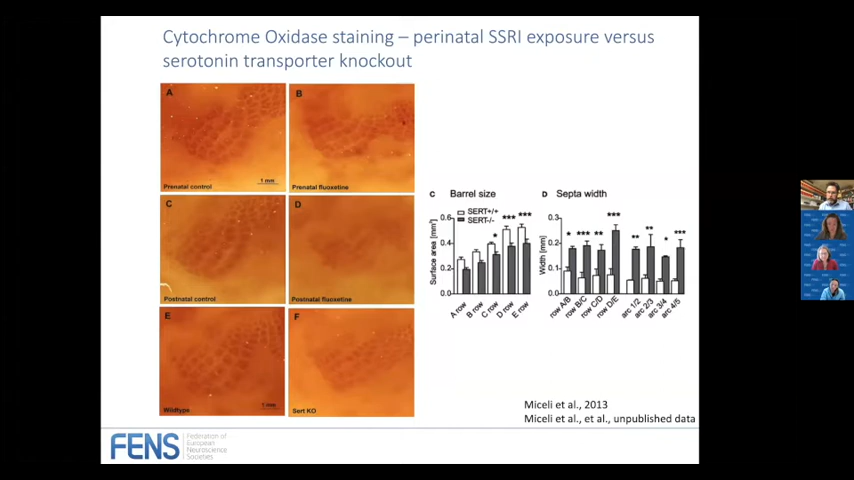 Cytochrome Oxidase staining – perinatal SSRI exposure versus
serotonin transporter knockout
A
Prenatal control
1 mm
B
Prenatal fluoxetine
C
Postnatal control
D
Postnatal fluoxetine
E
Wildtype
1 mm
F
Sert KO
C Barrel size
SERT+/+
SERT-/-
Surface area [mm²]
0.6
0.4
0.2
0.0
* *** ***
A row
B row
C row
D row
E row
D Septa width
Width [mm]
0.3
0.2
0.1
0.0
* *** ** *** ** ** * ***
row A/B
row B/C
row C/D
row D/E
arc 1/2
arc 2/3
arc 3/4
arc 4/5
Miceli et al., 2013
Miceli et al., et al., unpublished data
FENS
Federation of
European
Neuroscience
Societies